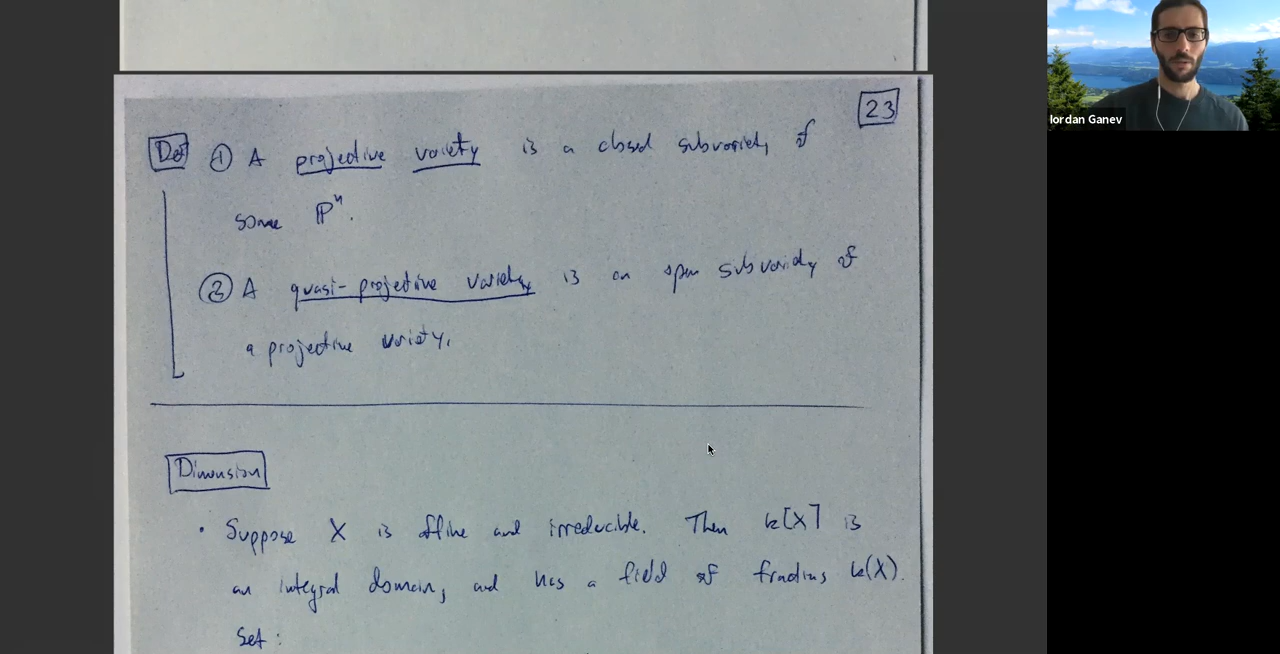 23
Def ① A projective variety is a closed subvariety of
some ℙⁿ.
② A quasi-projective variety is an open subvariety of
a projective variety.
Dimension
• Suppose X is affine and irreducible. Then k[X] is
an integral domain, and has a field of fractions k(X).
Set:
Iordan Ganev